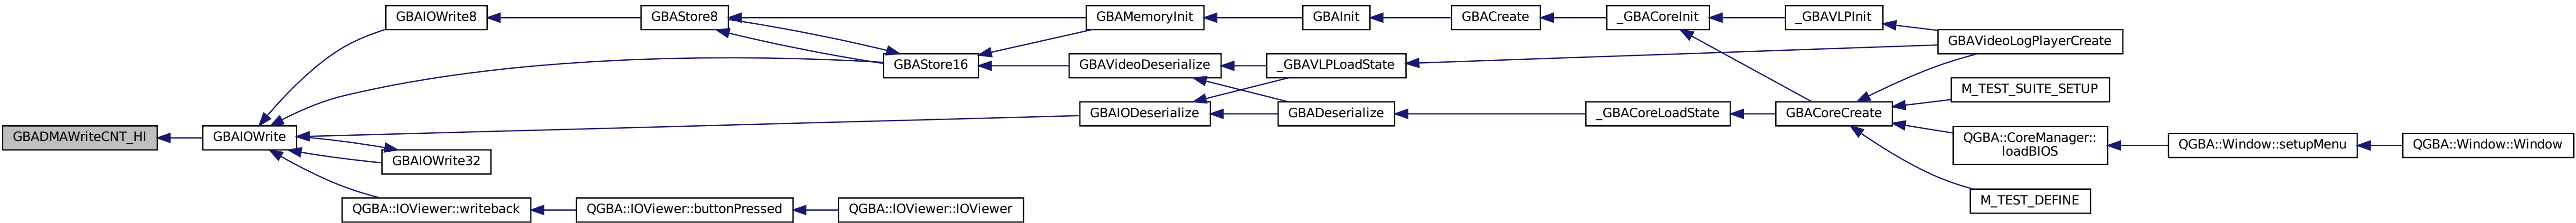 GBADMAWriteCNT_HI
GBAIOWrite
GBAIOWrite8
GBAStore8
GBAStore16
GBAMemoryInit
GBAInit
GBACreate
_GBACoreInit
_GBAVLPInit
GBAVideoLogPlayerCreate
GBAVideoDeserialize
_GBAVLPLoadState
GBAIODeserialize
GBADeserialize
_GBACoreLoadState
GBACoreCreate
M_TEST_SUITE_SETUP
QGBA::CoreManager::
loadBIOS
QGBA::Window::setupMenu
QGBA::Window::Window
M_TEST_DEFINE
GBAIOWrite32
QGBA::IOViewer::writeback
QGBA::IOViewer::buttonPressed
QGBA::IOViewer::IOViewer